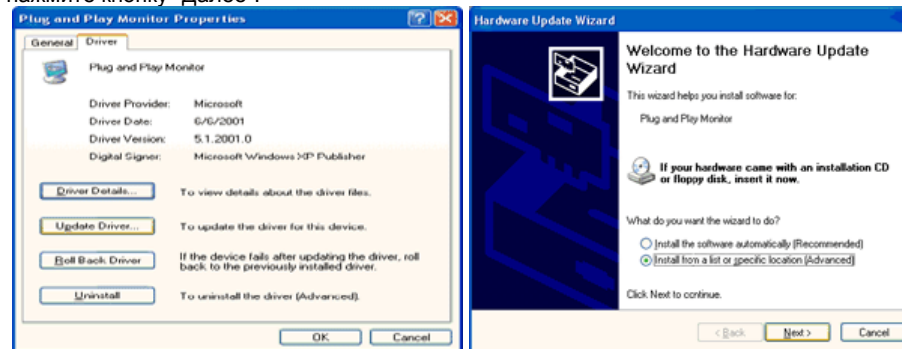 нажмите кнопку "Далее".
Plug and Play Monitor Properties
General Driver
Plug and Play Monitor
Driver Provider: Microsoft
Driver Date: 6/6/2001
Driver Version: 5.1.2001.0
Digital Signer: Microsoft Windows XP Publisher
Driver Details... To view details about the driver files.
Update Driver... To update the driver for this device.
Roll Back Driver If the device fails after updating the driver, roll
back to the previously installed driver.
Uninstall To uninstall the driver (Advanced).
OK Cancel
Hardware Update Wizard
Welcome to the Hardware Update
Wizard
This wizard helps you install software for:
Plug and Play Monitor
If your hardware came with an installation CD
or floppy disk, insert it now.
What do you want the wizard to do?
Install the software automatically (Recommended)
Install from a list or specific location (Advanced)
Click Next to continue.
< Back Next > Cancel